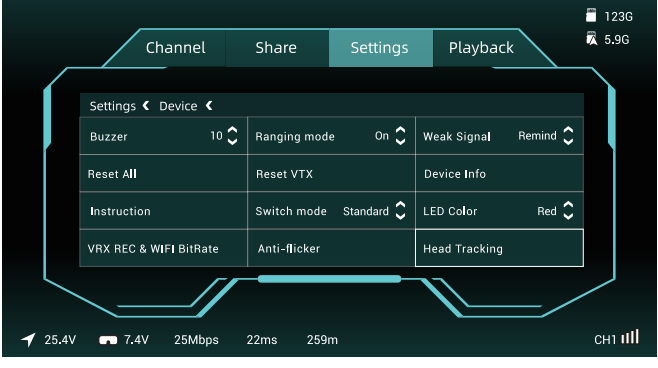 123G
5.9G
Channel Share Settings Playback
Settings Device
Buzzer 10 Ranging mode On Weak Signal Remind
Reset All Reset VTX Device Info
Instruction Switch mode Standard LED Color Red
VRX REC & WIFI BitRate Anti-flicker Head Tracking
25.4V 7.4V 25Mbps 22ms 259m CH1